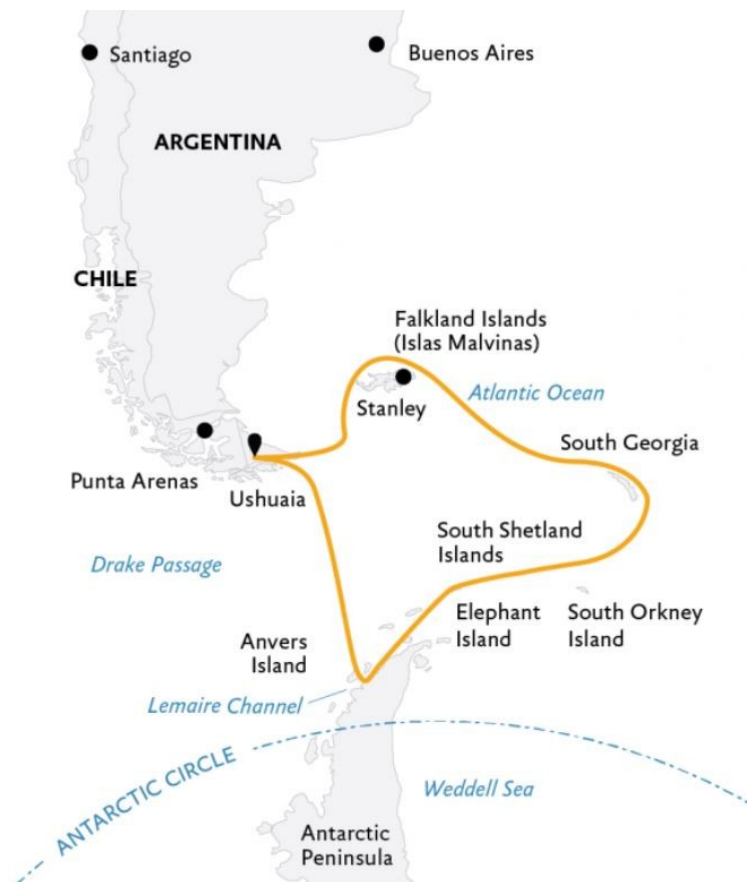 Santiago
Buenos Aires
ARGENTINA
CHILE
Falkland Islands
(Islas Malvinas)
Stanley
Atlantic Ocean
South Georgia
Punta Arenas
Ushuaia
South Shetland
Islands
Drake Passage
Elephant
Island
South Orkney
Island
Anvers
Island
Lemaire Channel
ANTARCTIC CIRCLE
Weddell Sea
Antarctic
Peninsula